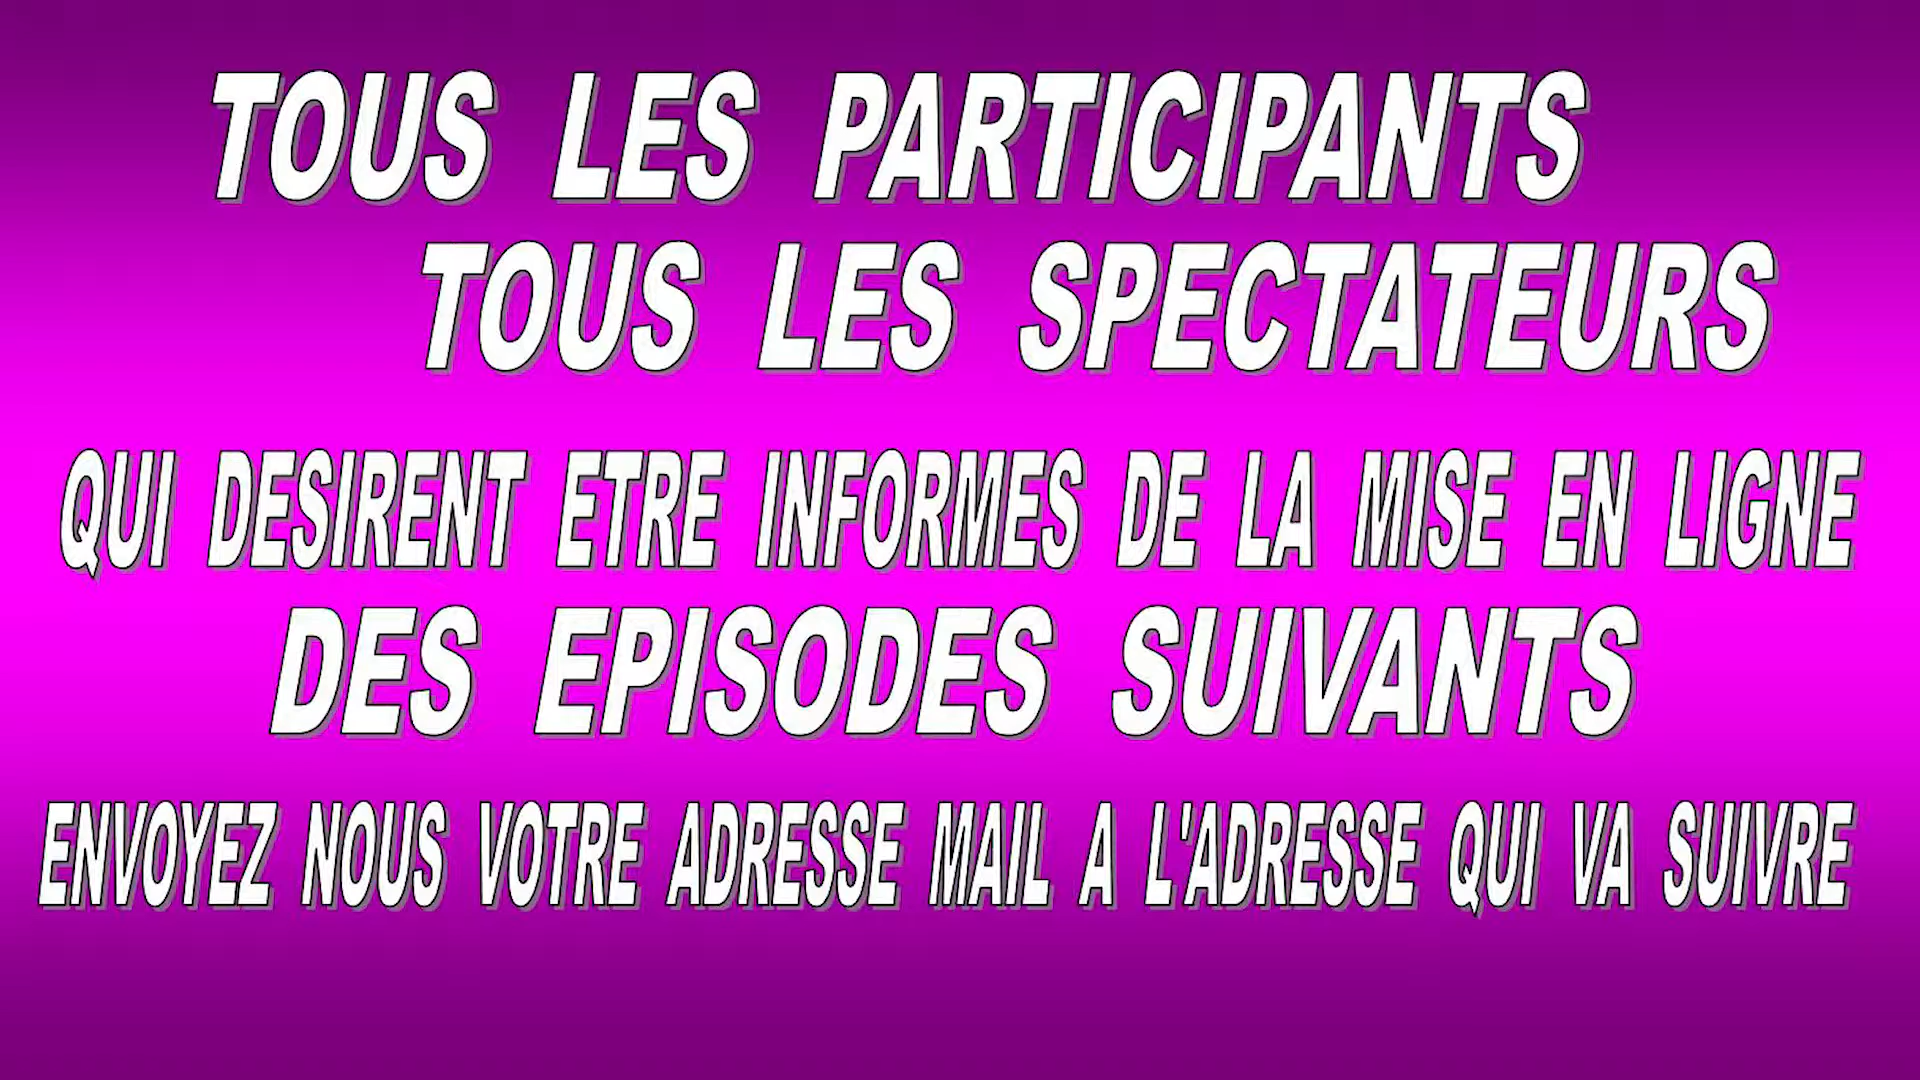 TOUS LES PARTICIPANTS
TOUS LES SPECTATEURS
QUI DESIRENT ETRE INFORMES DE LA MISE EN LIGNE
DES EPISODES SUIVANTS
ENVOYEZ NOUS VOTRE ADRESSE MAIL A L'ADRESSE QUI VA SUIVRE